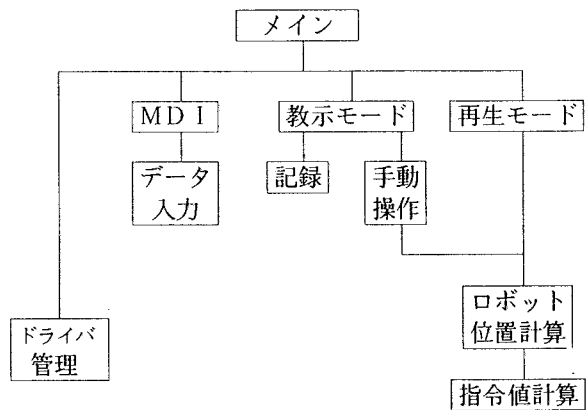 メイン
MDI
教示モード
再生モード
データ
入力
記録
手動
操作
ロボット
位置計算
ドライバ
管理
指令値計算